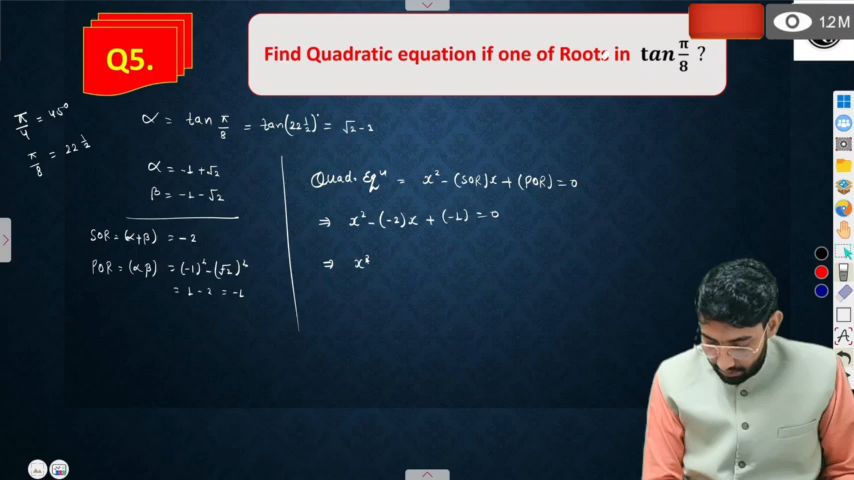 1.2M
Q5.
Find Quadratic equation if one of Roots in tan π/8 ?
π/4 = 45°
π/8 = 22 1/2
α = tan π/8 = tan(22 1/2)° = √2-1
α = -1+√2
β = -1-√2
SOR = (α+β) = -2
POR = (αβ) = (-1)² - (√2)²
= 1 - 2 = -1
Quad. Eqⁿ = x² - (SOR)x + (POR) = 0
⇒ x² - (-2)x + (-1) = 0
⇒ x²